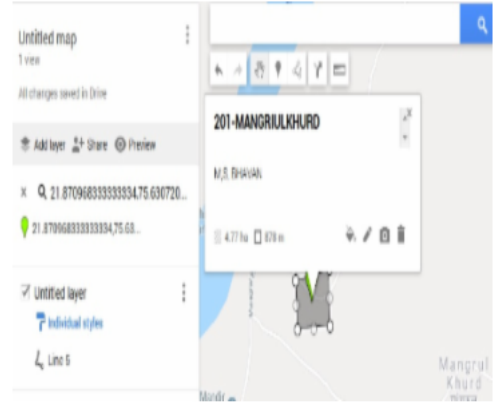 Untitled map
1 view
All changes saved in Drive
Add layer Share Preview
21.870968333333334,75.630720...
21.870968333333334,75.63...
Untitled layer
Individual styles
Line 5
201-MANGRIULKHURD
M,S, BHAVAN
4.77 ha 878 m
Mandir
Mangrul
Khurd